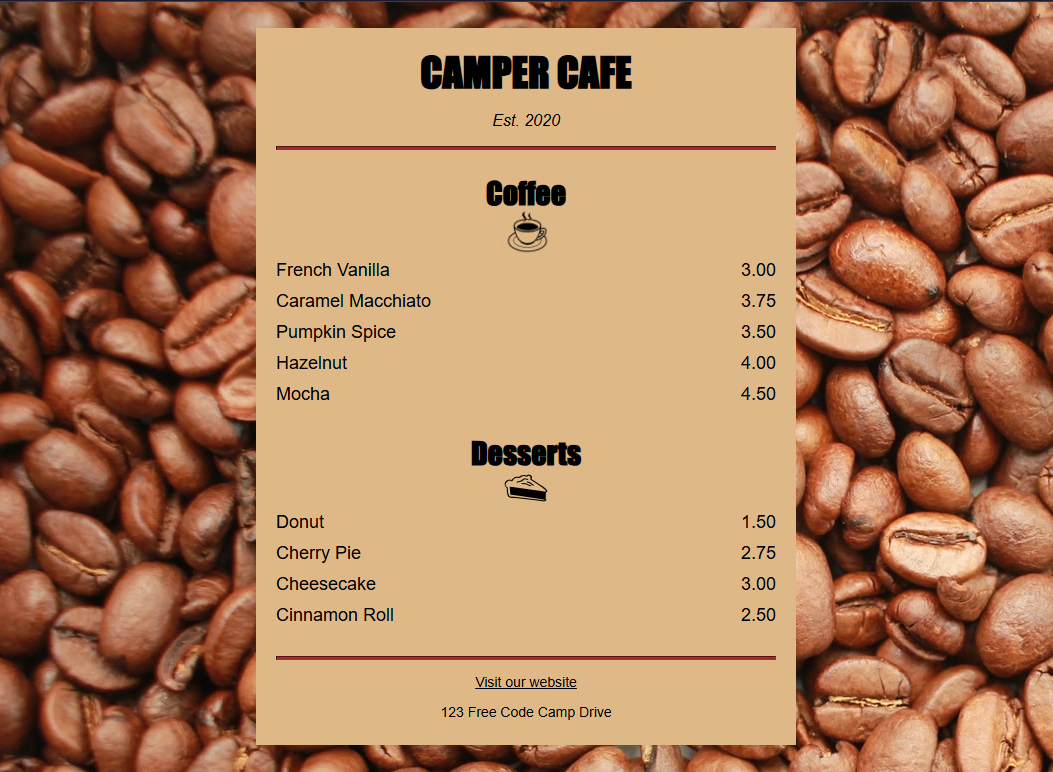 CAMPER CAFE
Est. 2020
Coffee
French Vanilla 3.00
Caramel Macchiato 3.75
Pumpkin Spice 3.50
Hazelnut 4.00
Mocha 4.50
Desserts
Donut 1.50
Cherry Pie 2.75
Cheesecake 3.00
Cinnamon Roll 2.50
Visit our website
123 Free Code Camp Drive